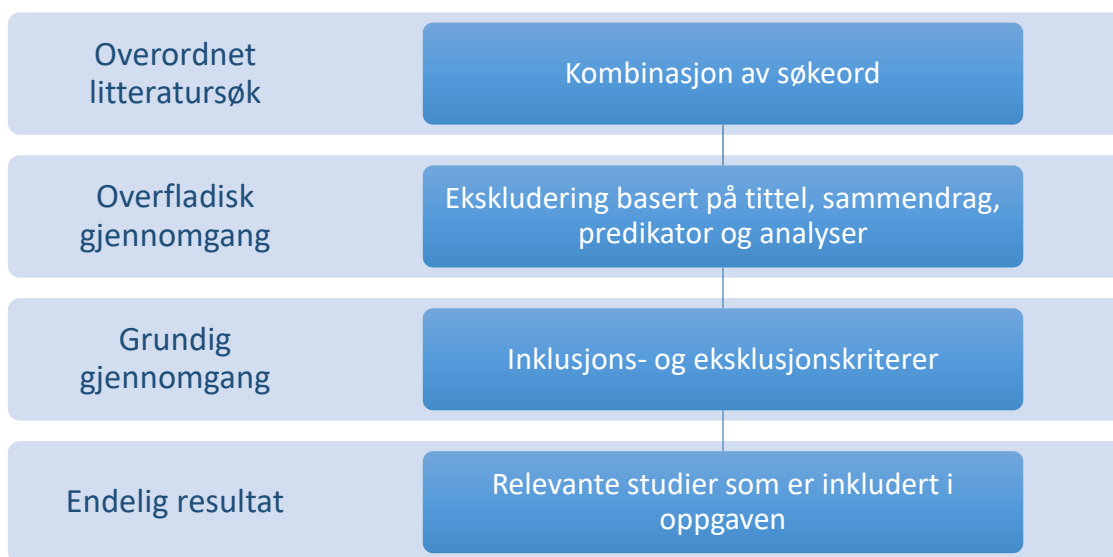 Overordnet
litteratursøk
Kombinasjon av søkeord
Overfladisk
gjennomgang
Ekskludering basert på tittel, sammendrag,
predikator og analyser
Grundig
gjennomgang
Inklusjons- og eksklusjonskriterer
Endelig resultat
Relevante studier som er inkludert i
oppgaven